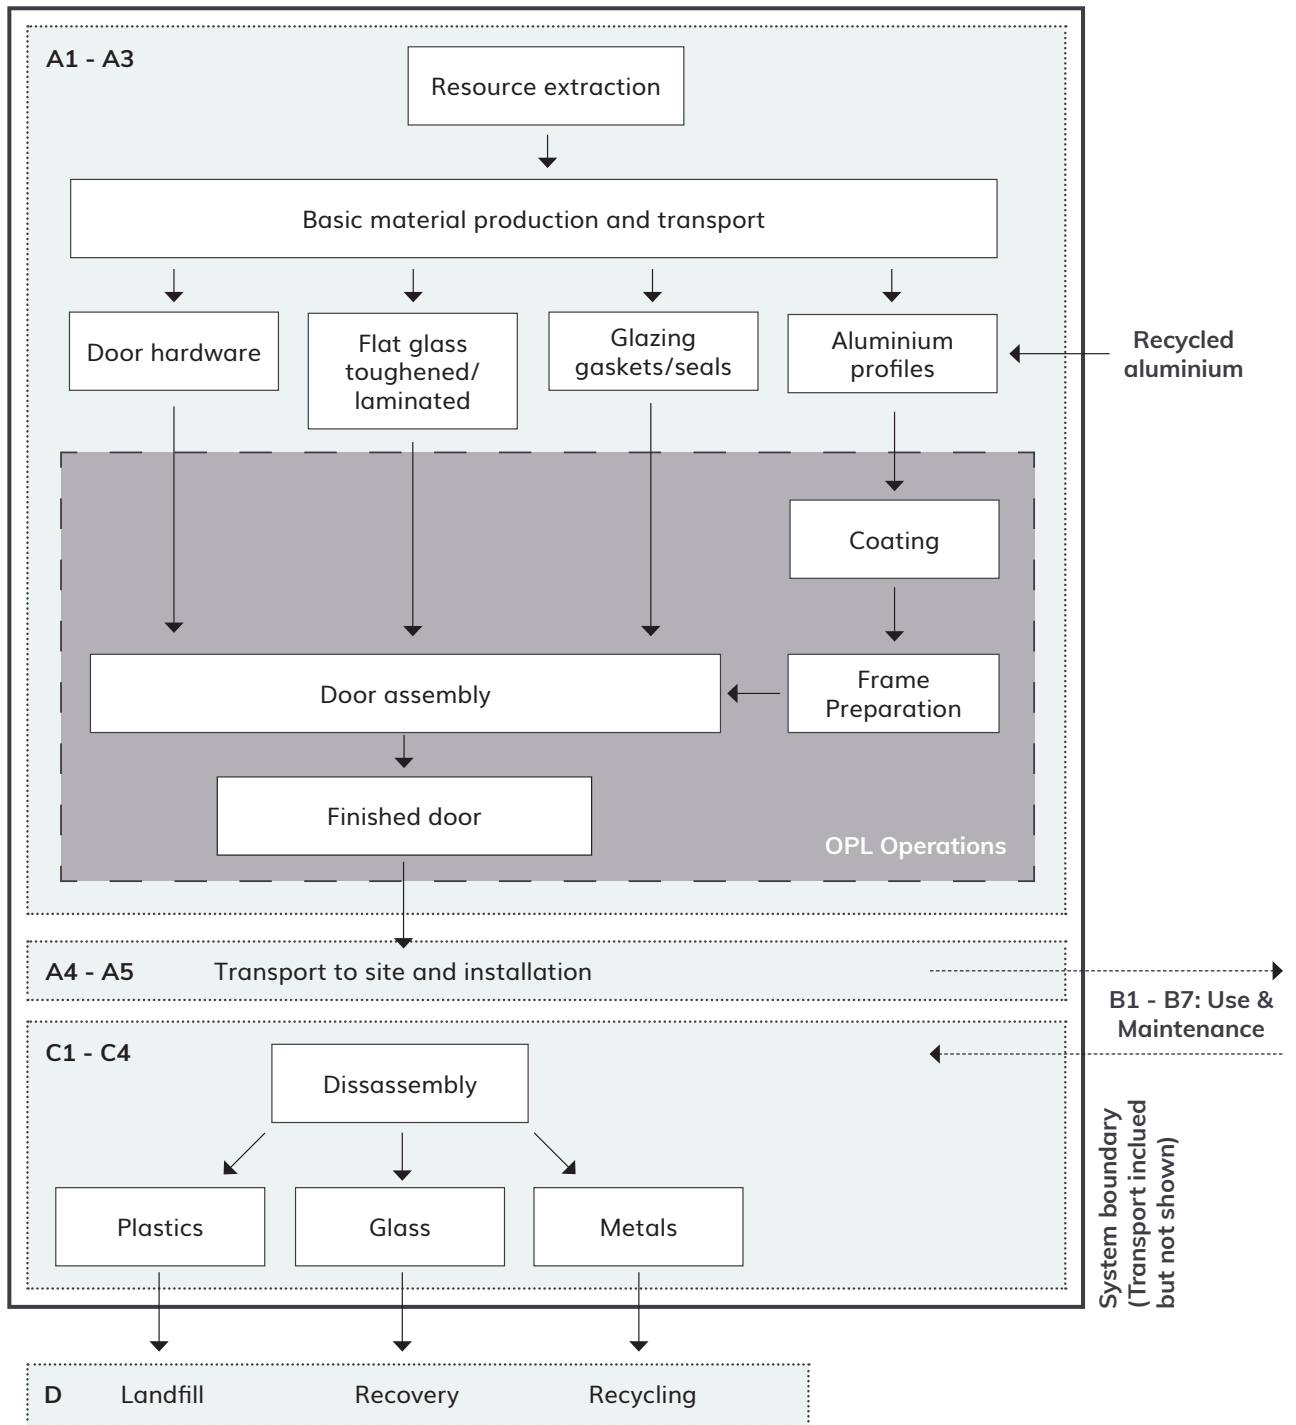 A1 - A3
Resource extraction
Basic material production and transport
Door hardware
Flat glass
toughened/
laminated
Glazing
gaskets/seals
Aluminium
profiles
Recycled
aluminium
Coating
Door assembly
Frame
Preparation
Finished door
OPL Operations
A4 - A5
Transport to site and installation
B1 - B7: Use &
Maintenance
C1 - C4
Dissassembly
Plastics
Glass
Metals
System boundary
(Transport inclued
but not shown)
D
Landfill
Recovery
Recycling